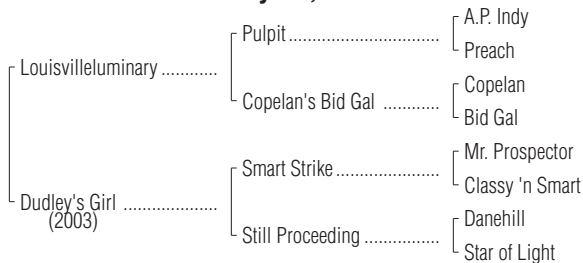 Pulpit
A.P. Indy
Preach
Louisvilleluminary
Copelan's Bid Gal
Copelan
Bid Gal
Smart Strike
Mr. Prospector
Classy 'n Smart
Dudley's Girl
(2003)
Still Proceeding
Danehill
Star of Light